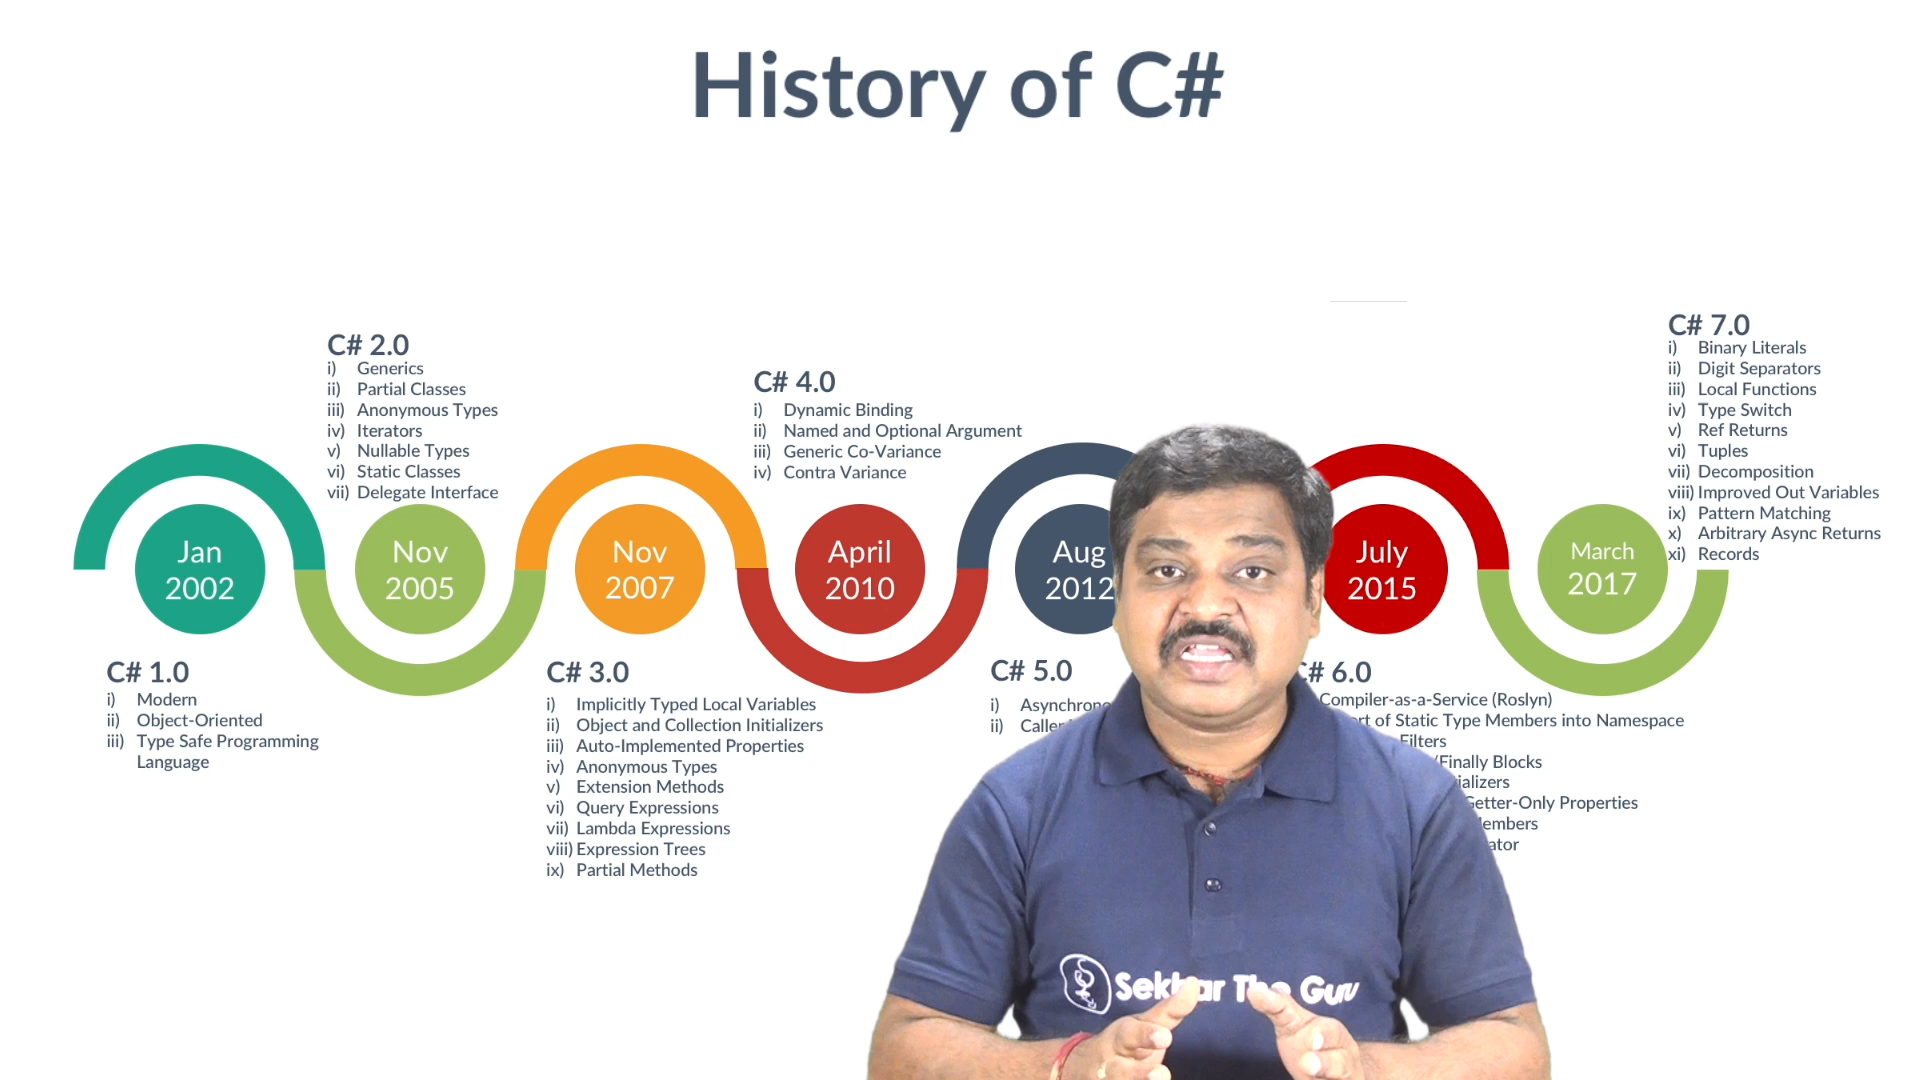 History of C#
C# 1.0
Jan
2002
i) Modern
ii) Object-Oriented
iii) Type Safe Programming
Language
C# 2.0
i) Generics
ii) Partial Classes
iii) Anonymous Types
iv) Iterators
v) Nullable Types
vi) Static Classes
vii) Delegate Interface
Nov
2005
Nov
2007
C# 3.0
i) Implicitly Typed Local Variables
ii) Object and Collection Initializers
iii) Auto-Implemented Properties
iv) Anonymous Types
v) Extension Methods
vi) Query Expressions
vii) Lambda Expressions
viii) Expression Trees
ix) Partial Methods
C# 4.0
i) Dynamic Binding
ii) Named and Optional Argument
iii) Generic Co-Variance
iv) Contra Variance
April
2010
Aug
2012
C# 5.0
i)
ii)
July
2015
C# 6.0
Compiler-as-a-Service (Roslyn)
of Static Type Members into Namespace
Filters
/Finally Blocks
Getter-Only Properties
Members
C# 7.0
i) Binary Literals
ii) Digit Separators
iii) Local Functions
iv) Type Switch
v) Ref Returns
vi) Tuples
vii) Decomposition
viii) Improved Out Variables
ix) Pattern Matching
x) Arbitrary Async Returns
xi) Records
March
2017
Sekhar The Guru